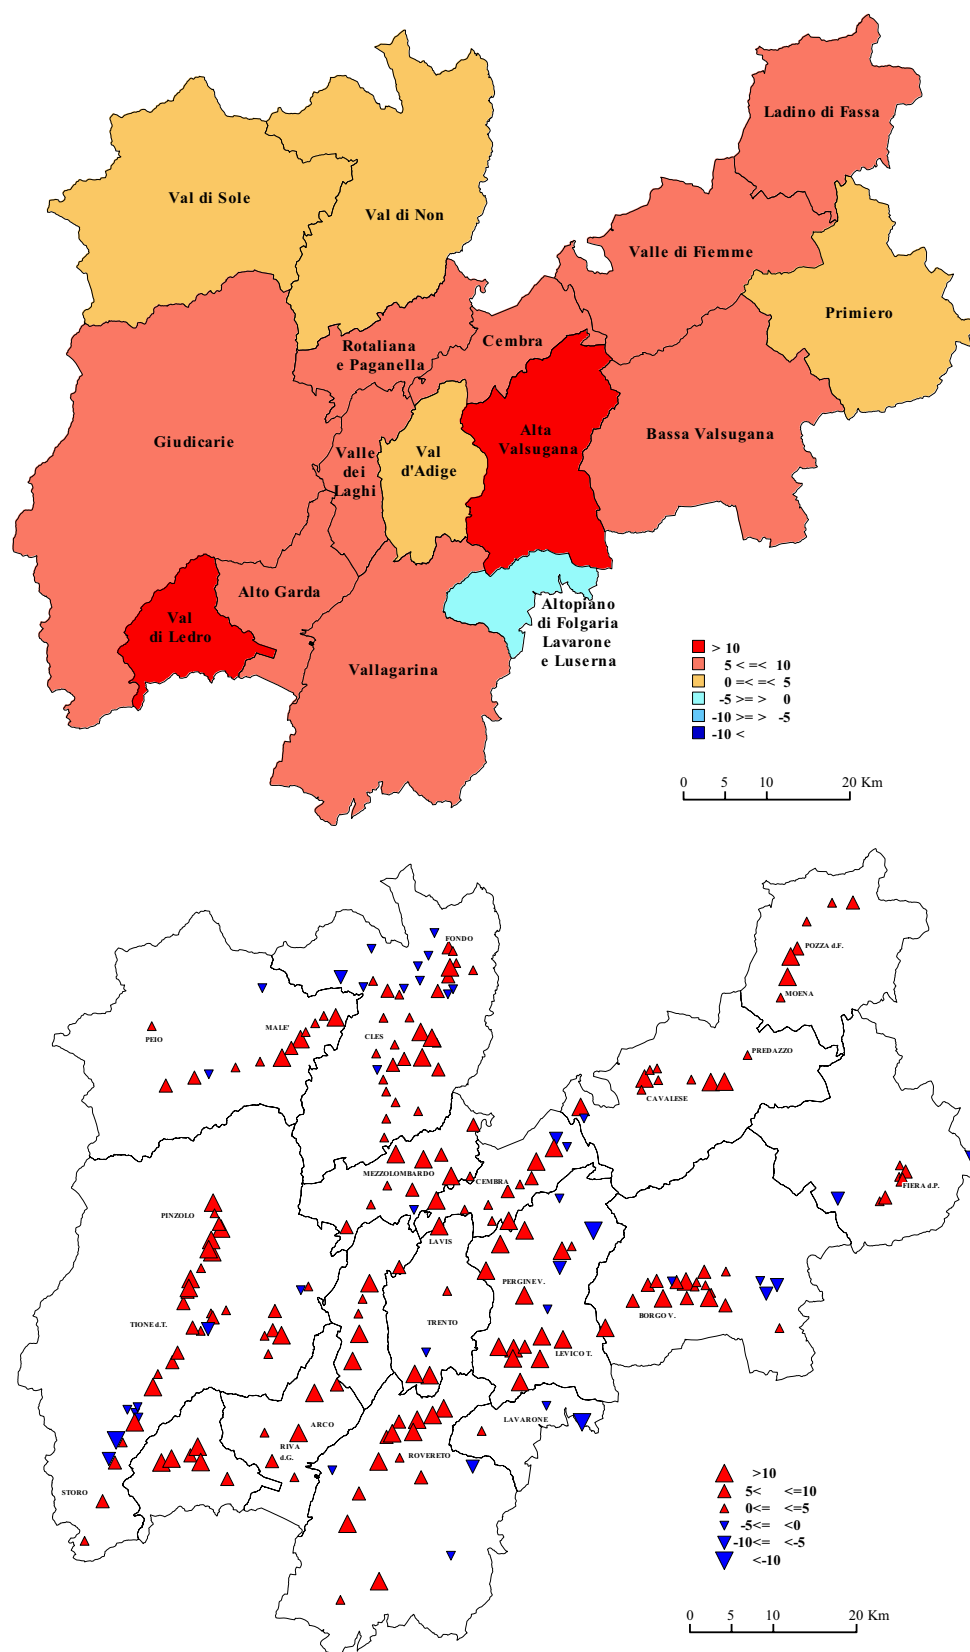 Ladino di Fassa
Val di Sole
Val di Non
Valle di Fiemme
Primiero
Cembra
Rotaliana
e Paganella
Giudicarie
Alta
Valsugana
Bassa Valsugana
Valle
dei
Laghi
Val
d'Adige
Alto Garda
Val
di Ledro
Altopiano
di Folgaria
Lavarone
e Luserna
Vallagarina
> 10
5 < =< 10
0 =< =< 5
-5 >= > 0
-10 >= > -5
-10 <
0 5 10 20 Km
FONDO
POZZA d.F.
MOENA
MALE'
PEIO
CLES
PREDAZZO
CAVALESE
MEZZOLOMBARDO
CEMBRA
FIERA d.P.
PINZOLO
LAVIS
PERGINE V.
TIONE d.T.
TRENTO
BORGO V.
LEVICO T.
ARCO
LAVARONE
RIVA
d.G.
ROVERETO
STORO
>10
5< <=10
0<= <=5
-5<= <0
-10<= <-5
<-10
0 5 10 20 Km